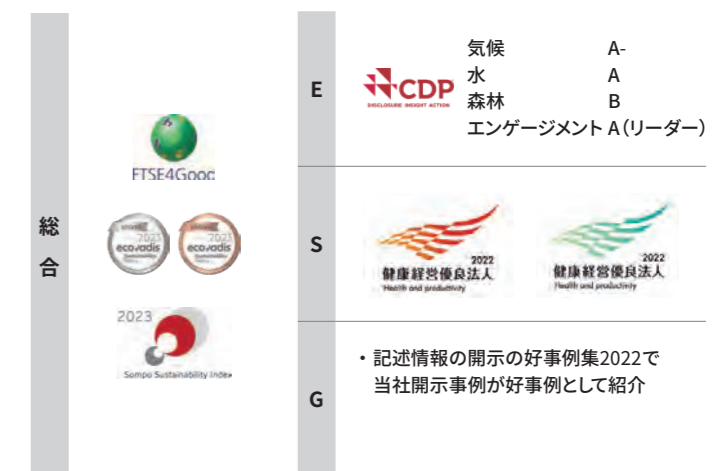 総合
FTSE4Good
2023
ecovadis
2023
ecovadis
2023
Sompo Sustainability Index
E
CDP
DISCLOSURE INSIGHT ACTION
気候 A-
水 A
森林 B
エンゲージメント A（リーダー）
S
2022
健康経営優良法人
Health and productivity
2022
健康経営優良法人
Health and productivity
G
・記述情報の開示の好事例集2022で
当社開示事例が好事例として紹介